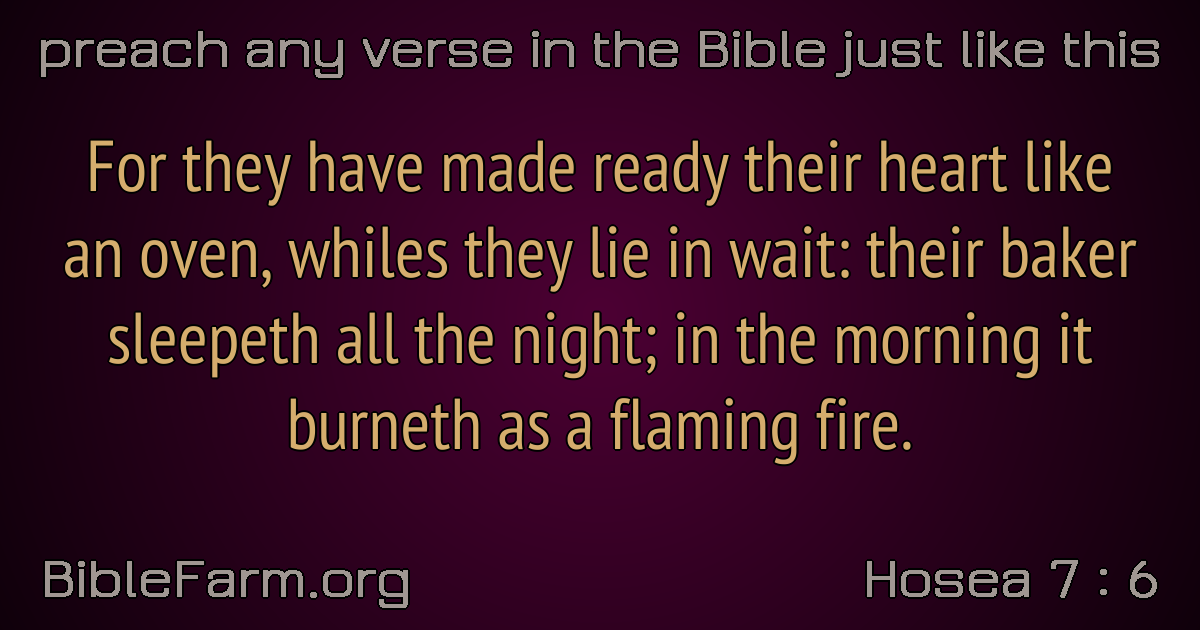 preach any verse in the Bible just like this
For they have made ready their heart like
an oven, whiles they lie in wait: their baker
sleepeth all the night; in the morning it
burneth as a flaming fire.
BibleFarm.org
Hosea 7 : 6